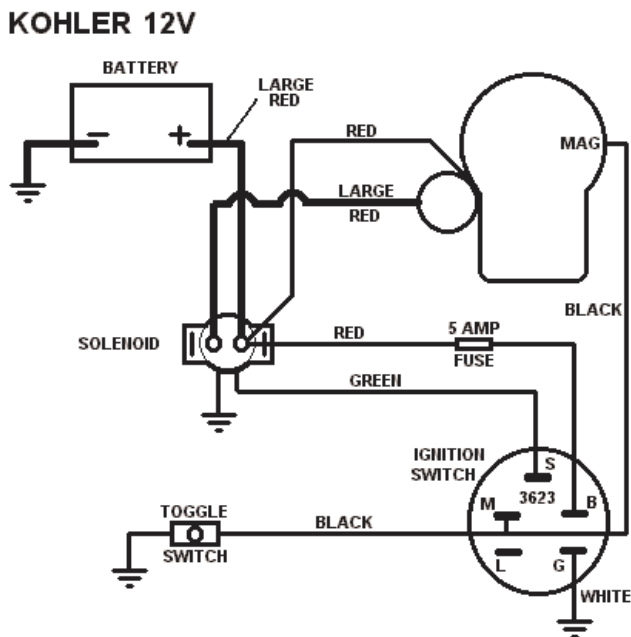 KOHLER 12V
BATTERY
LARGE
RED
− +
RED
MAG
LARGE
RED
BLACK
SOLENOID
RED
5 AMP
FUSE
GREEN
IGNITION
SWITCH
S
3623
M
B
TOGGLE
SWITCH
BLACK
L
G
WHITE